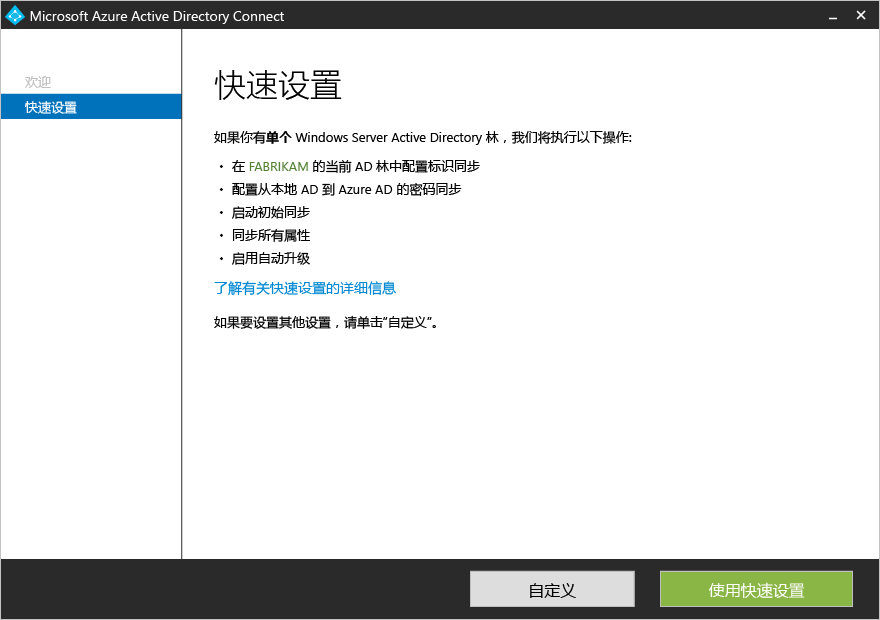 Microsoft Azure Active Directory Connect
欢迎
快速设置
快速设置
如果你有单个 Windows Server Active Directory 林，我们将执行以下操作:
• 在 FABRIKAM 的当前 AD 林中配置标识同步
• 配置从本地 AD 到 Azure AD 的密码同步
• 启动初始同步
• 同步所有属性
• 启用自动升级
了解有关快速设置的详细信息
如果要设置其他设置，请单击“自定义”。
自定义
使用快速设置